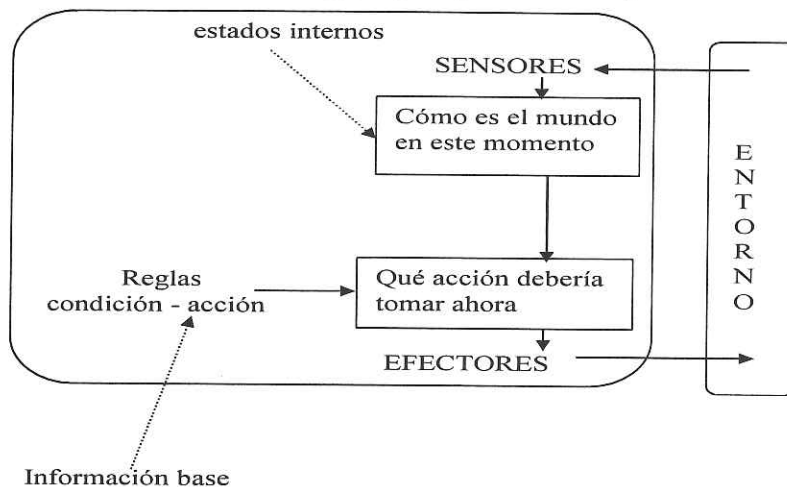 estados internos
SENSORES
Cómo es el mundo
en este momento
ENTORNO
Reglas
condición - acción
Qué acción debería
tomar ahora
EFECTORES
Información base